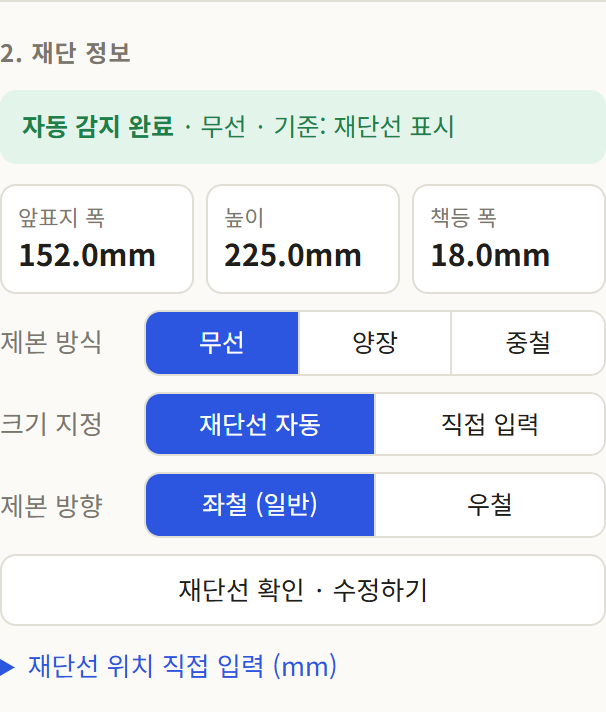 2. 재단 정보
자동 감지 완료 · 무선 · 기준: 재단선 표시
앞표지 폭
152.0mm
높이
225.0mm
책등 폭
18.0mm
제본 방식
무선
양장
중철
크기 지정
재단선 자동
직접 입력
제본 방향
좌철 (일반)
우철
재단선 확인 · 수정하기
▶ 재단선 위치 직접 입력 (mm)